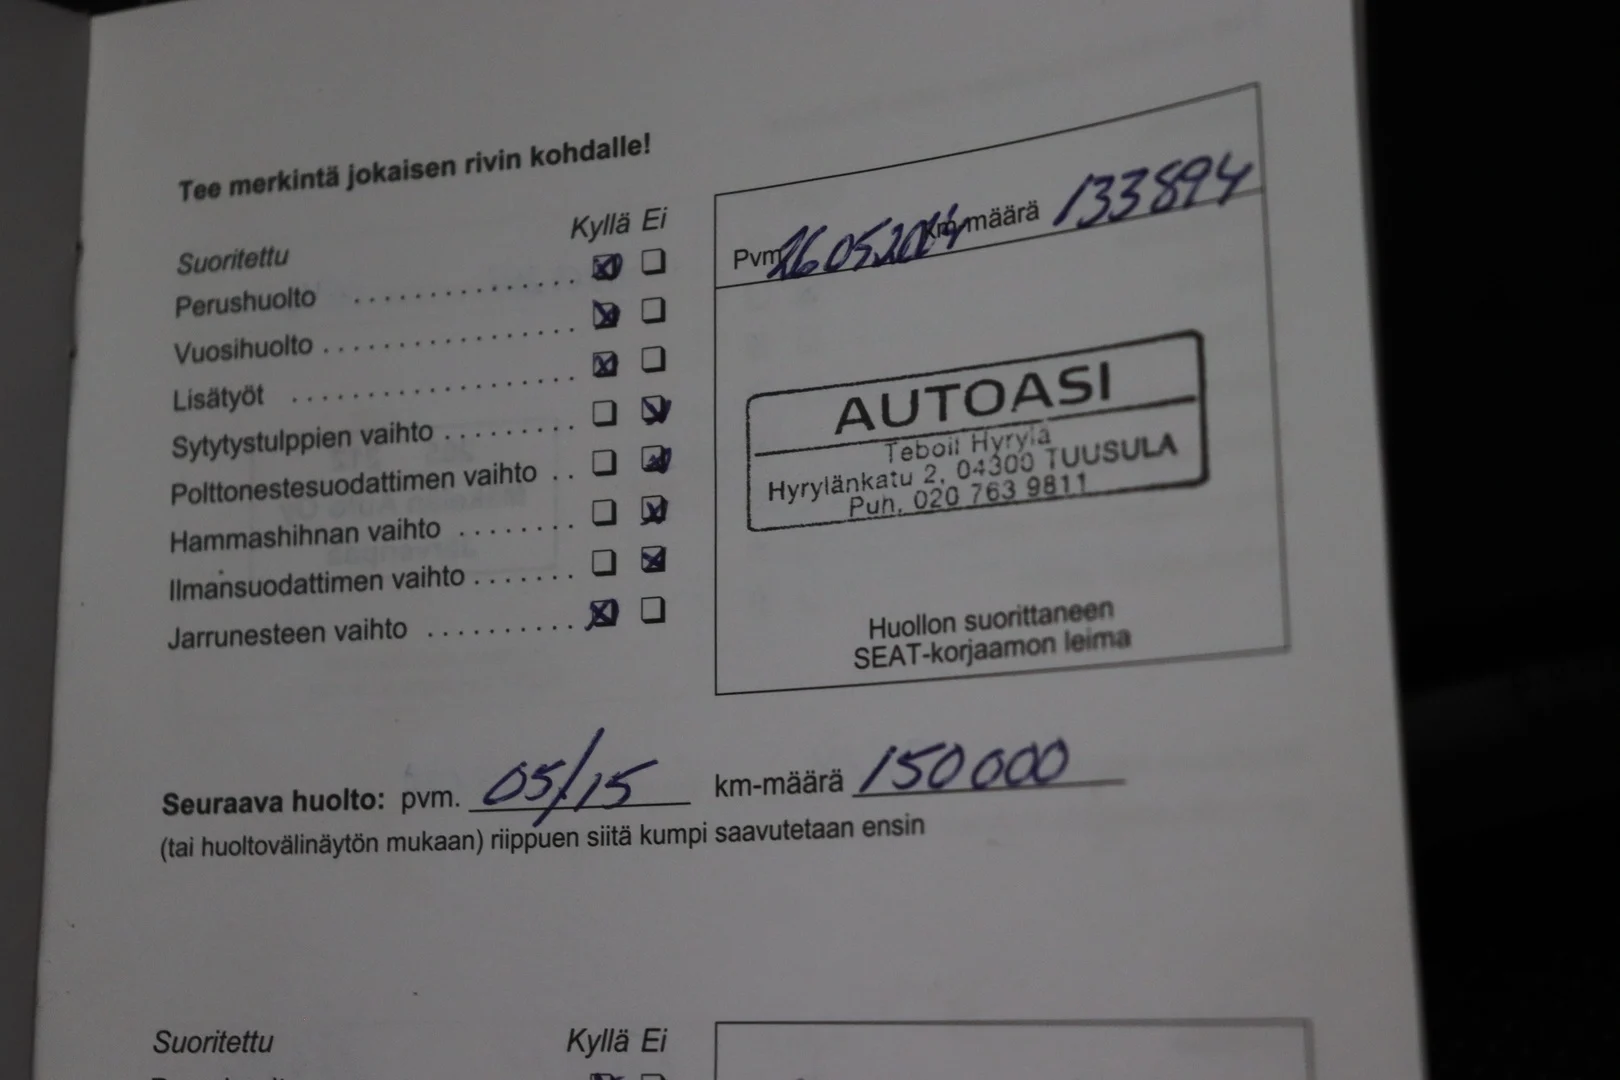 Tee merkintä jokaisen rivin kohdalle!
Suoritettu Kyllä Ei
Perushuolto
Vuosihuolto
Lisätyöt
Sytytystulppien vaihto
Polttonestesuodattimen vaihto
Hammashihnan vaihto
Ilmansuodattimen vaihto
Jarrunesteen vaihto
Pvm 26.05.2014 km-määrä 133894
AUTOASI
Teboil Hyrylä
Hyrylänkatu 2, 04300 TUUSULA
Puh. 020 763 9811
Huollon suorittaneen
SEAT-korjaamon leima
Seuraava huolto: pvm. 05/15 km-määrä 150 000
(tai huoltovälinäytön mukaan) riippuen siitä kumpi saavutetaan ensin
Suoritettu Kyllä Ei